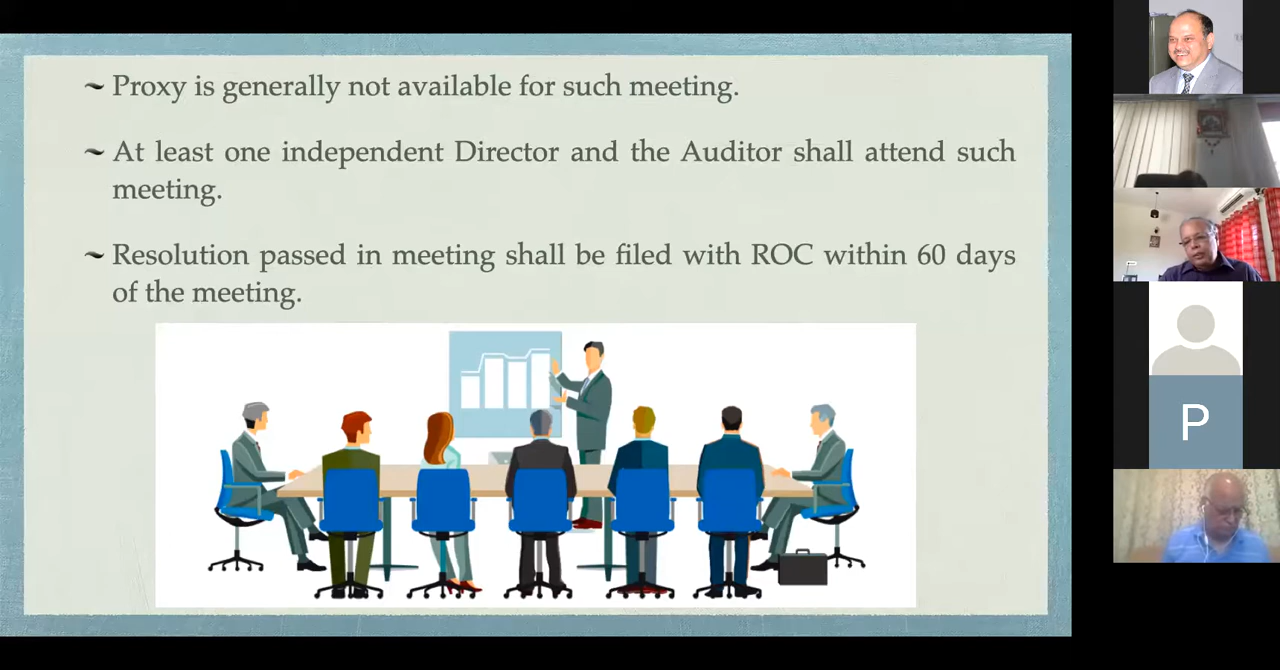 ~ Proxy is generally not available for such meeting.
~ At least one independent Director and the Auditor shall attend such
meeting.
~ Resolution passed in meeting shall be filed with ROC within 60 days
of the meeting.
P